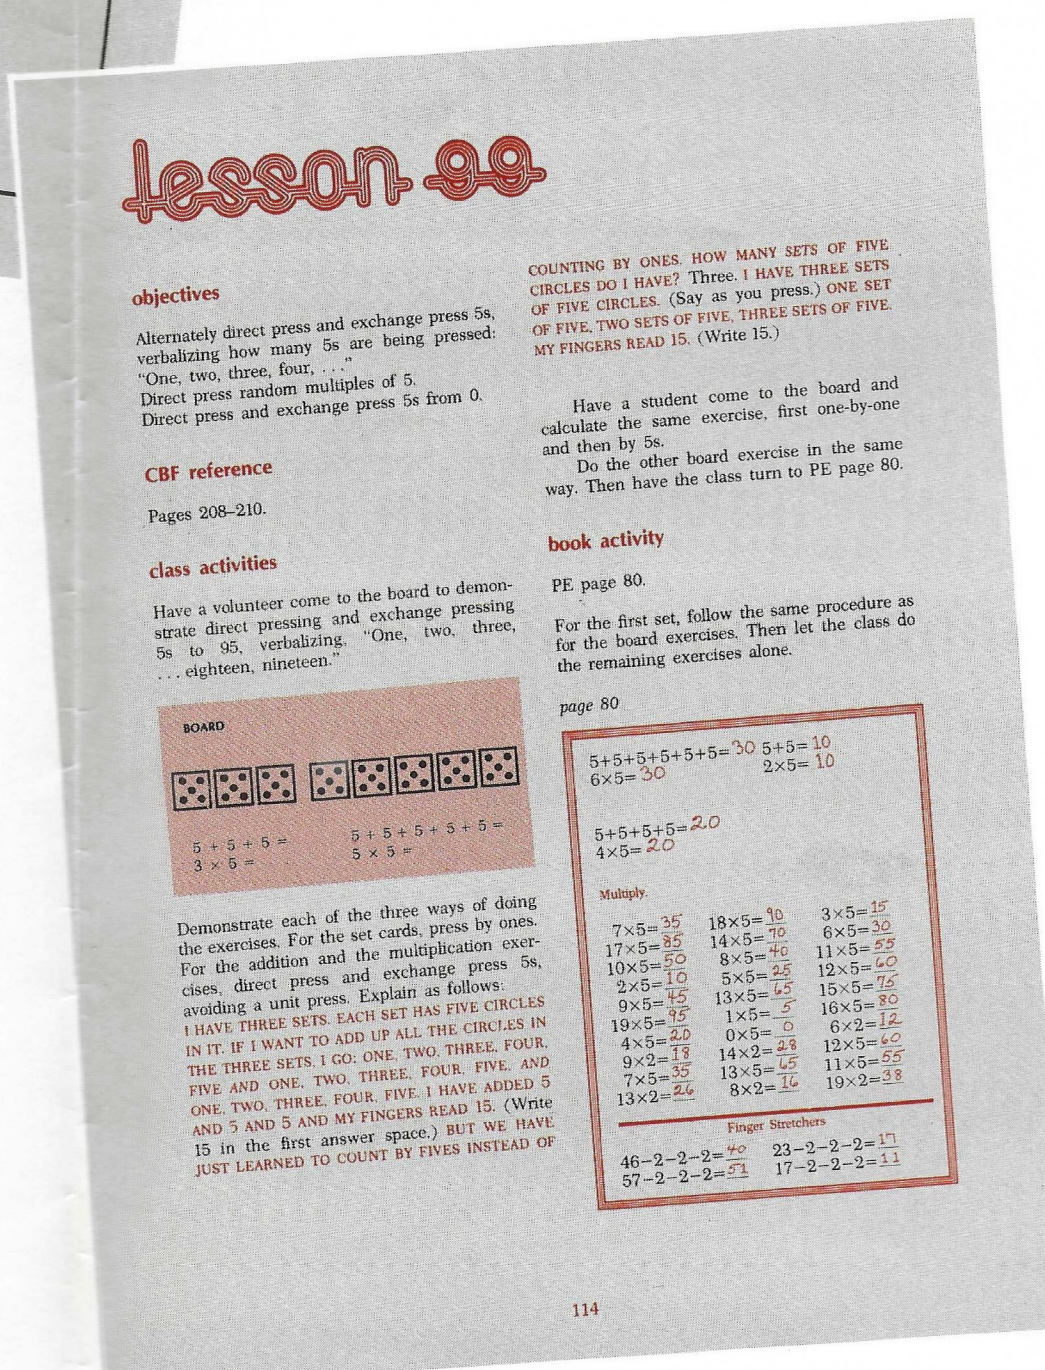 lesson 99
objectives
Alternately direct press and exchange press 5s,
verbalizing how many 5s are being pressed:
"One, two, three, four, . . ."
Direct press random multiples of 5.
Direct press and exchange press 5s from 0.
CBF reference
Pages 208–210.
class activities
Have a volunteer come to the board to demon-
strate direct pressing and exchange pressing
5s to 95, verbalizing, "One, two, three,
. . . eighteen, nineteen."
BOARD
5 + 5 + 5 =
3 × 5 =
5 + 5 + 5 + 5 + 5 =
5 × 5 =
Demonstrate each of the three ways of doing
the exercises. For the set cards, press by ones.
For the addition and the multiplication exer-
cises, direct press and exchange press 5s,
avoiding a unit press. Explain as follows:
I HAVE THREE SETS. EACH SET HAS FIVE CIRCLES
IN IT. IF I WANT TO ADD UP ALL THE CIRCLES IN
THE THREE SETS, I GO: ONE, TWO, THREE, FOUR,
FIVE AND ONE, TWO, THREE, FOUR, FIVE, AND
ONE, TWO, THREE, FOUR, FIVE. I HAVE ADDED 5
AND 5 AND 5 AND MY FINGERS READ 15. (Write
15 in the first answer space.) BUT WE HAVE
JUST LEARNED TO COUNT BY FIVES INSTEAD OF
COUNTING BY ONES. HOW MANY SETS OF FIVE
CIRCLES DO I HAVE? Three. I HAVE THREE SETS
OF FIVE CIRCLES. (Say as you press.) ONE SET
OF FIVE, TWO SETS OF FIVE, THREE SETS OF FIVE.
MY FINGERS READ 15. (Write 15.)
Have a student come to the board and
calculate the same exercise, first one-by-one
and then by 5s.
Do the other board exercise in the same
way. Then have the class turn to PE page 80.
book activity
PE page 80.
For the first set, follow the same procedure as
for the board exercises. Then let the class do
the remaining exercises alone.
page 80
5+5+5+5+5+5=30 5+5=10
6×5=30 2×5=10
5+5+5+5=20
4×5=20
Multiply.
7×5=35 18×5=90 3×5=15
17×5=85 14×5=70 6×5=30
10×5=50 8×5=40 11×5=55
2×5=10 5×5=25 12×5=60
9×5=45 13×5=65 15×5=75
19×5=95 1×5=5 16×5=80
4×5=20 0×5=0 6×2=12
9×2=18 14×2=28 12×5=60
7×5=35 13×5=65 11×5=55
13×2=26 8×2=16 19×2=38
Finger Stretchers
46−2−2−2=40 23−2−2−2=17
57−2−2−2=51 17−2−2−2=11
114